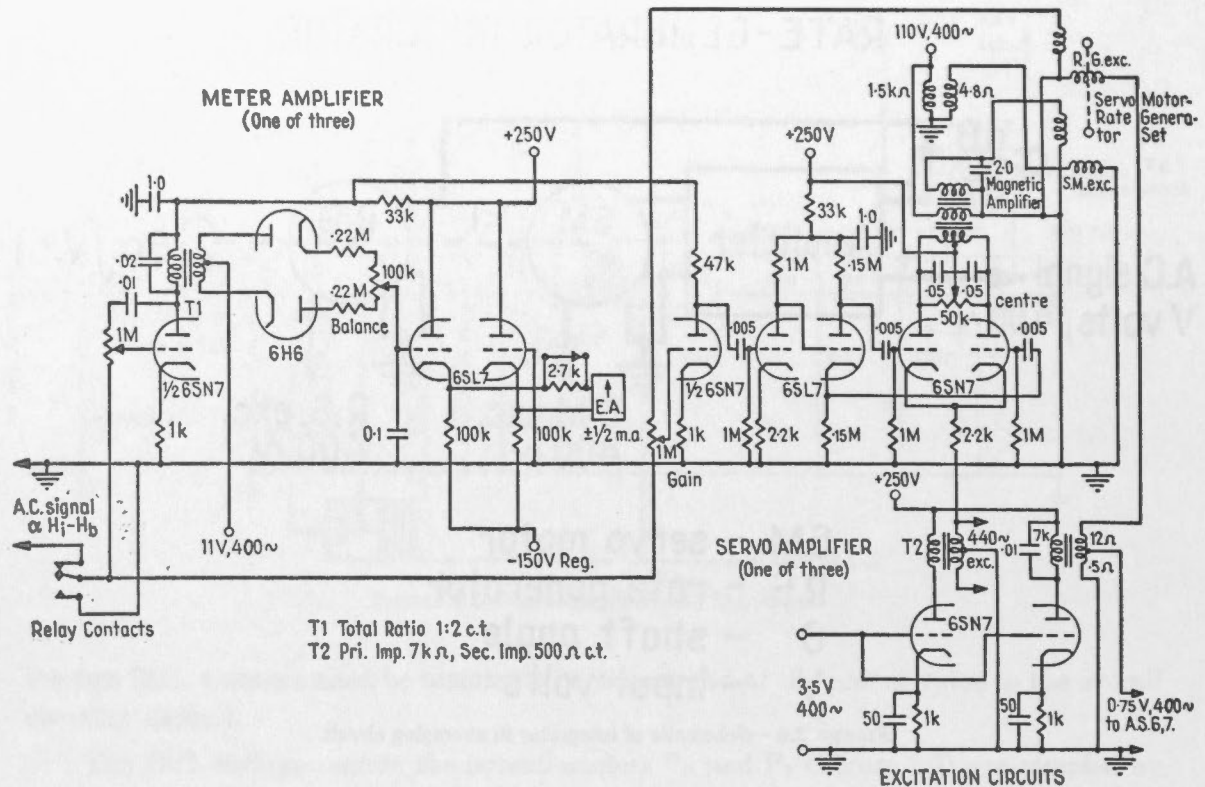 110V,400~
R.G.exc.
1·5kΩ
4·8Ω
Servo Motor-
Rate Genera-
tor Set
METER AMPLIFIER
(One of three)
+250V
+250V
2·0
Magnetic
Amplifier
S.M.exc.
1·0
33k
33k
1·0
·02
·01
T1
22M
100k
22M
Balance
47k
1M
·15M
·05
·05
centre
50k
1M
6H6
·005
·005
·005
½6SN7
6SL7
2·7k
E.A.
±½ m.a.
½6SN7
6SL7
6SN7
1k
0·1
100k
100k
1M
1k
1M
2·2k
·15M
1M
2·2k
1M
Gain
+250V
A.C. signal
α Hi-Hb
11V,400~
-150V Reg.
SERVO AMPLIFIER
(One of three)
T2
440~
exc.
7k
·01
12Ω
·5Ω
Relay Contacts
T1 Total Ratio 1:2 c.t.
T2 Pri. Imp. 7kΩ, Sec. Imp. 500Ω c.t.
6SN7
3·5V
400~
50
1k
50
1k
0·75V,400~
to A.S.6,7.
EXCITATION CIRCUITS